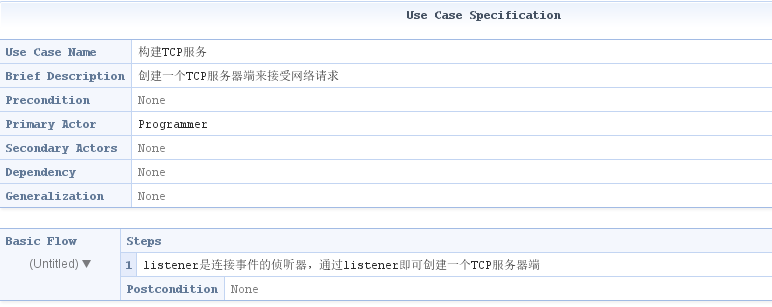 Use Case Specification
Use Case Name 构建TCP服务
Brief Description 创建一个TCP服务器端来接受网络请求
Precondition None
Primary Actor Programmer
Secondary Actors None
Dependency None
Generalization None
Basic Flow Steps
(Untitled) ▼ 1 listener是连接事件的侦听器，通过listener即可创建一个TCP服务器端
Postcondition None